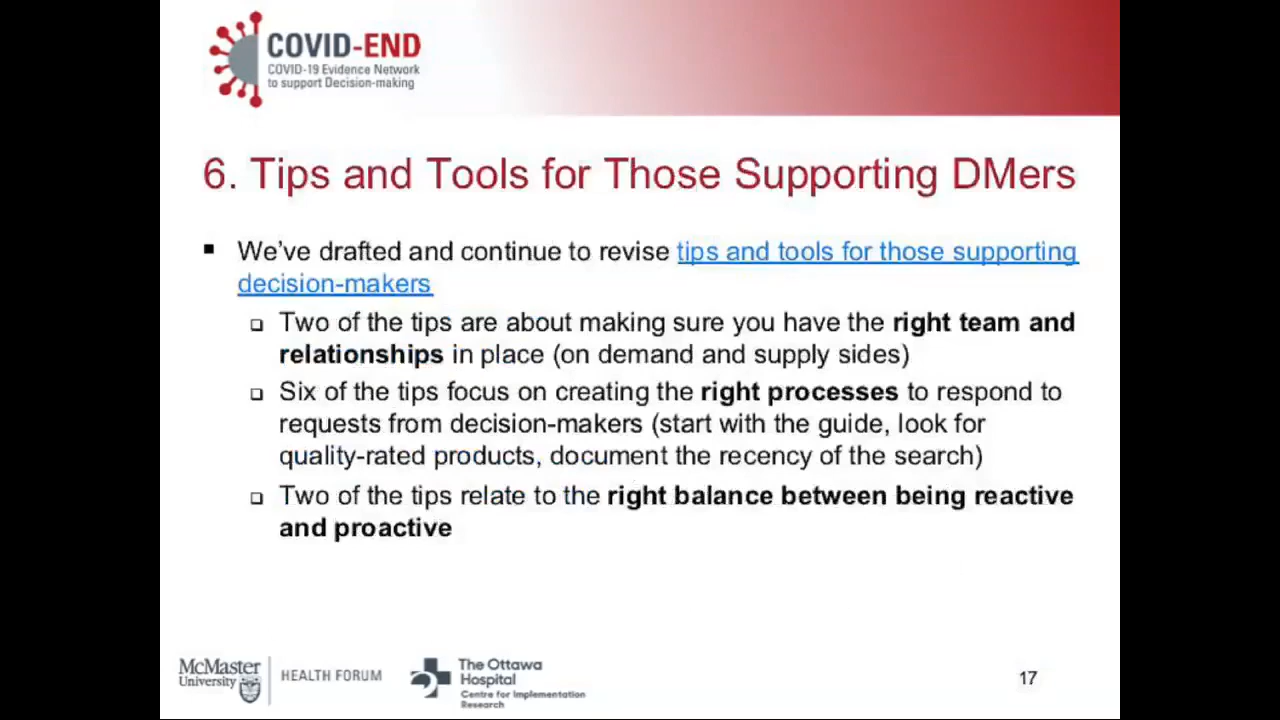 COVID-END
COVID-19 Evidence Network
to support Decision-making
6. Tips and Tools for Those Supporting DMers
▪ We've drafted and continue to revise tips and tools for those supporting
decision-makers
❑ Two of the tips are about making sure you have the right team and
relationships in place (on demand and supply sides)
❑ Six of the tips focus on creating the right processes to respond to
requests from decision-makers (start with the guide, look for
quality-rated products, document the recency of the search)
❑ Two of the tips relate to the right balance between being reactive
and proactive
McMaster
University
HEALTH FORUM
The Ottawa
Hospital
Centre for Implementation
Research
17